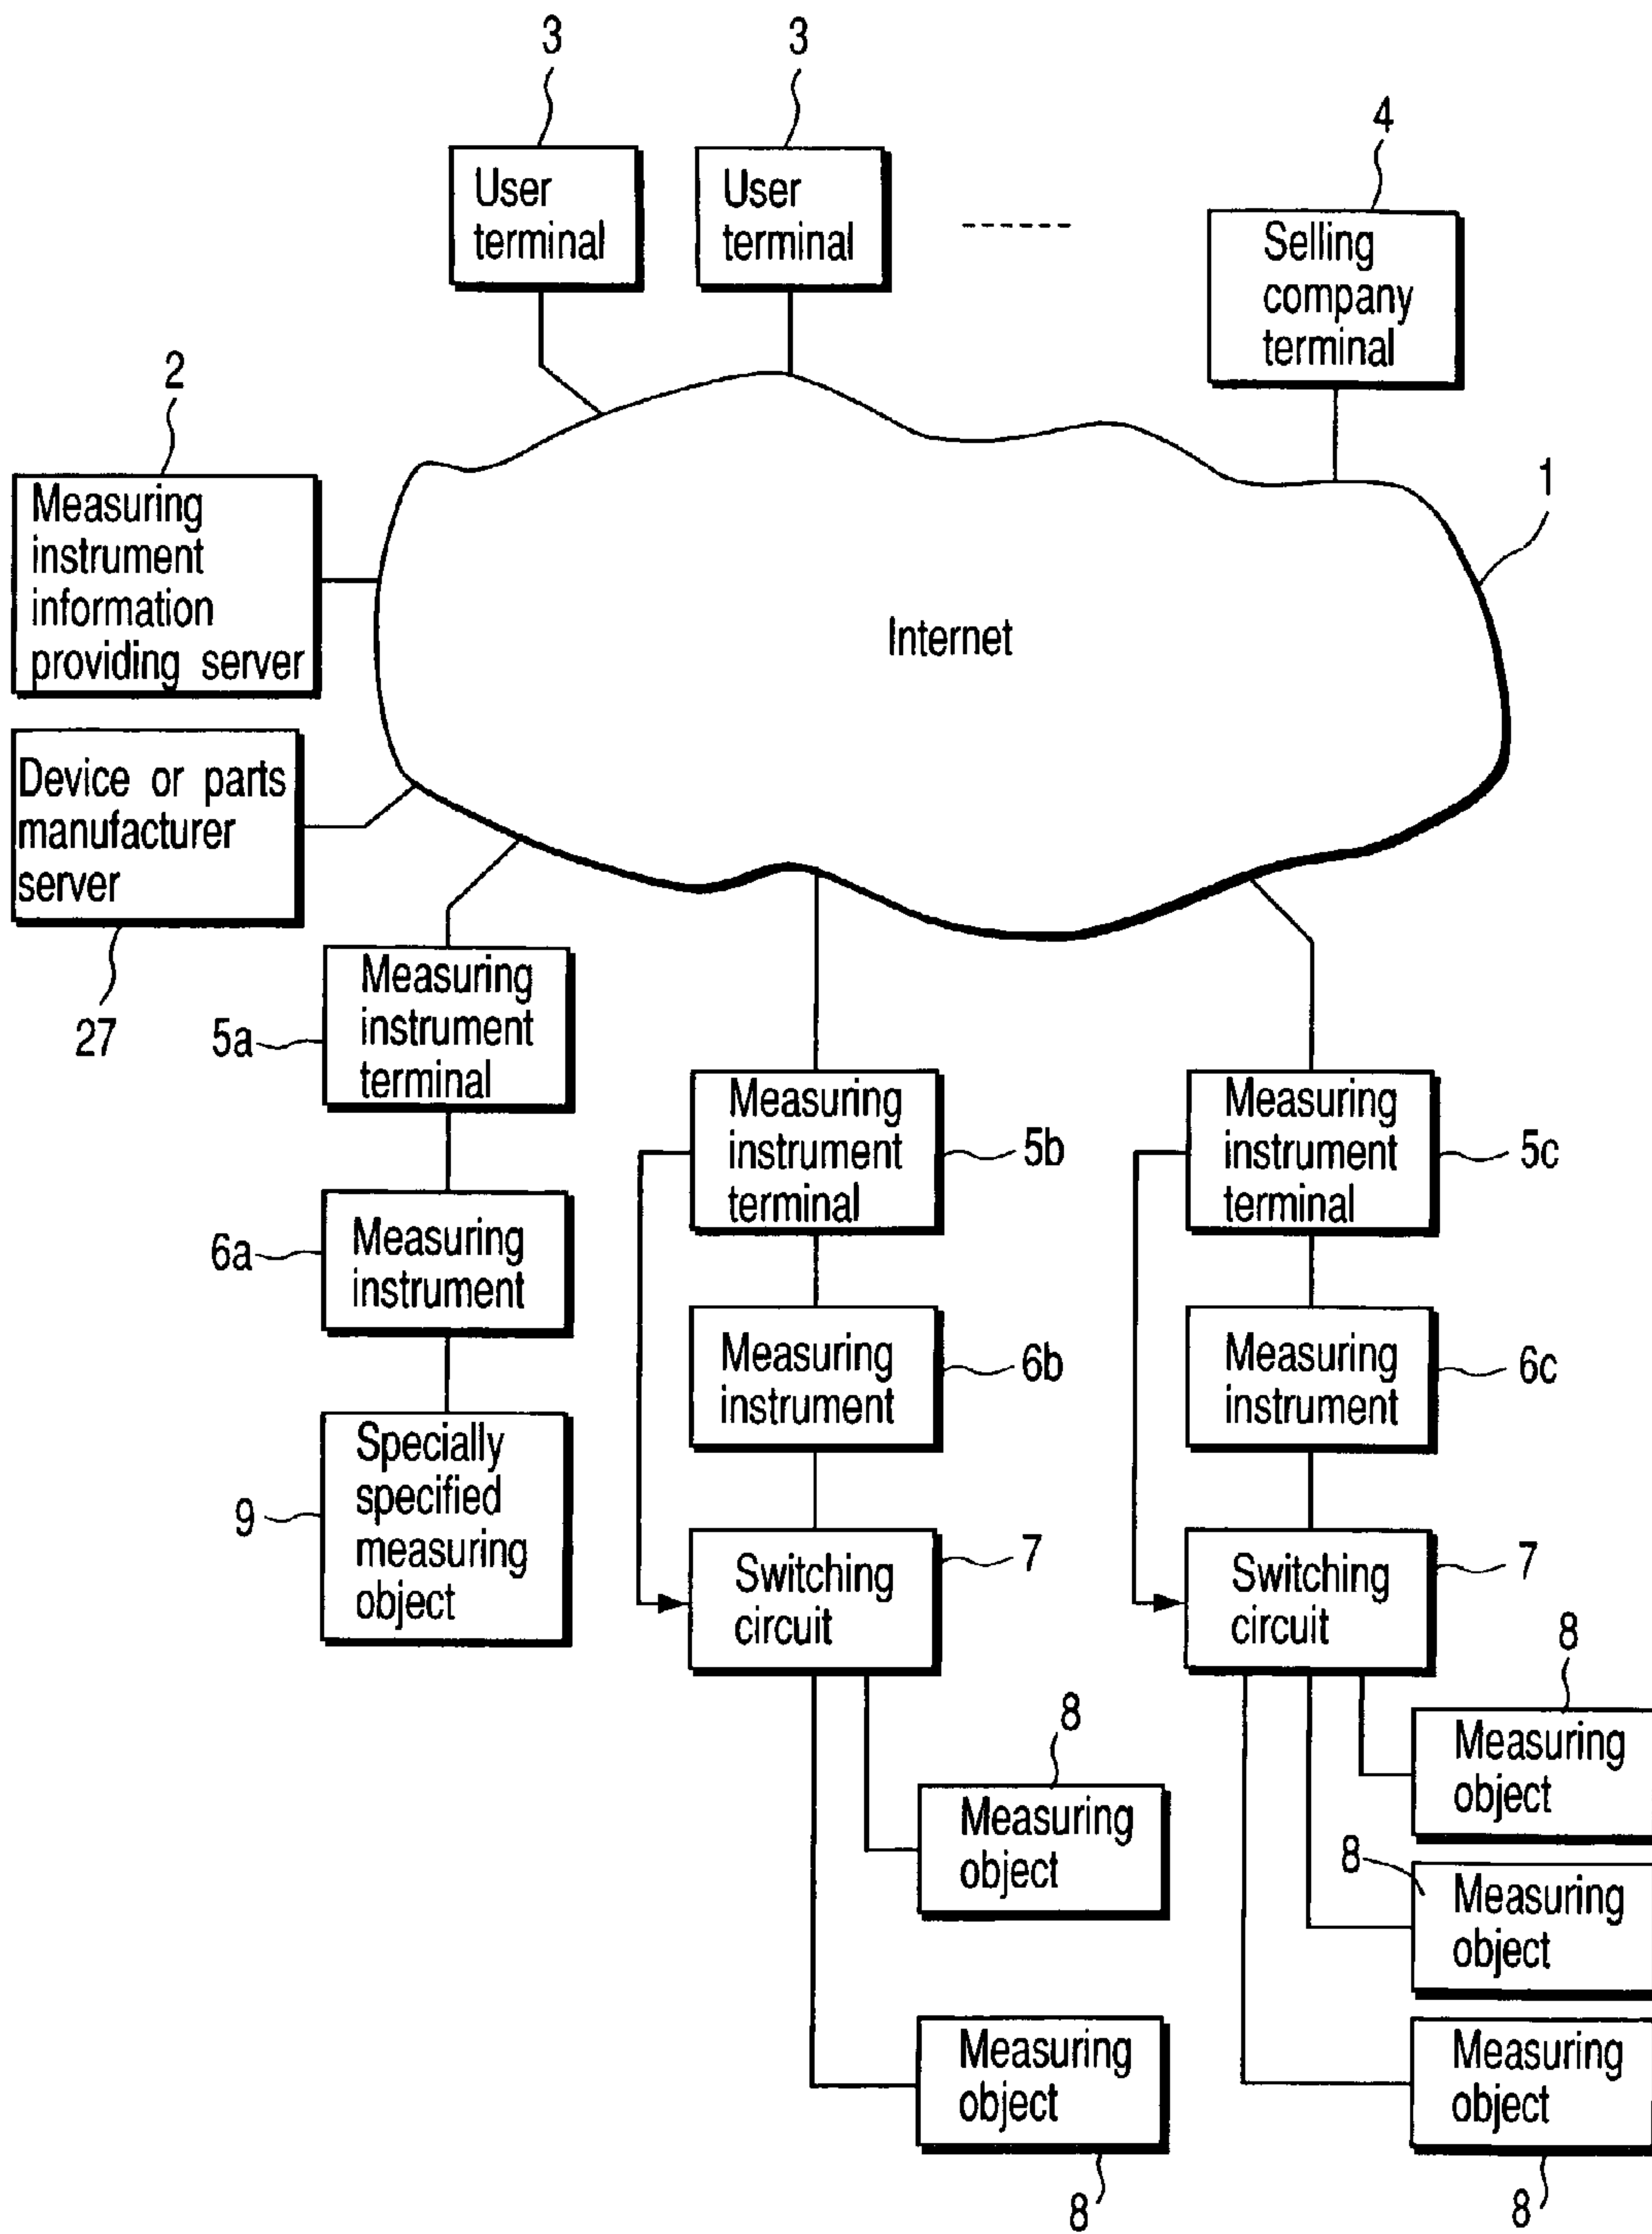 3
3
4
User
terminal
User
terminal
Selling
company
terminal
2
1
Measuring
instrument
information
providing server
Internet
Device or parts
manufacturer
server
27
5a
Measuring
instrument
terminal
Measuring
instrument
terminal
5b
Measuring
instrument
terminal
5c
6a
Measuring
instrument
Measuring
instrument
6b
Measuring
instrument
6c
9
Specially
specified
measuring
object
Switching
circuit
7
Switching
circuit
7
8
Measuring
object
8
Measuring
object
8
Measuring
object
Measuring
object
8
Measuring
object
8